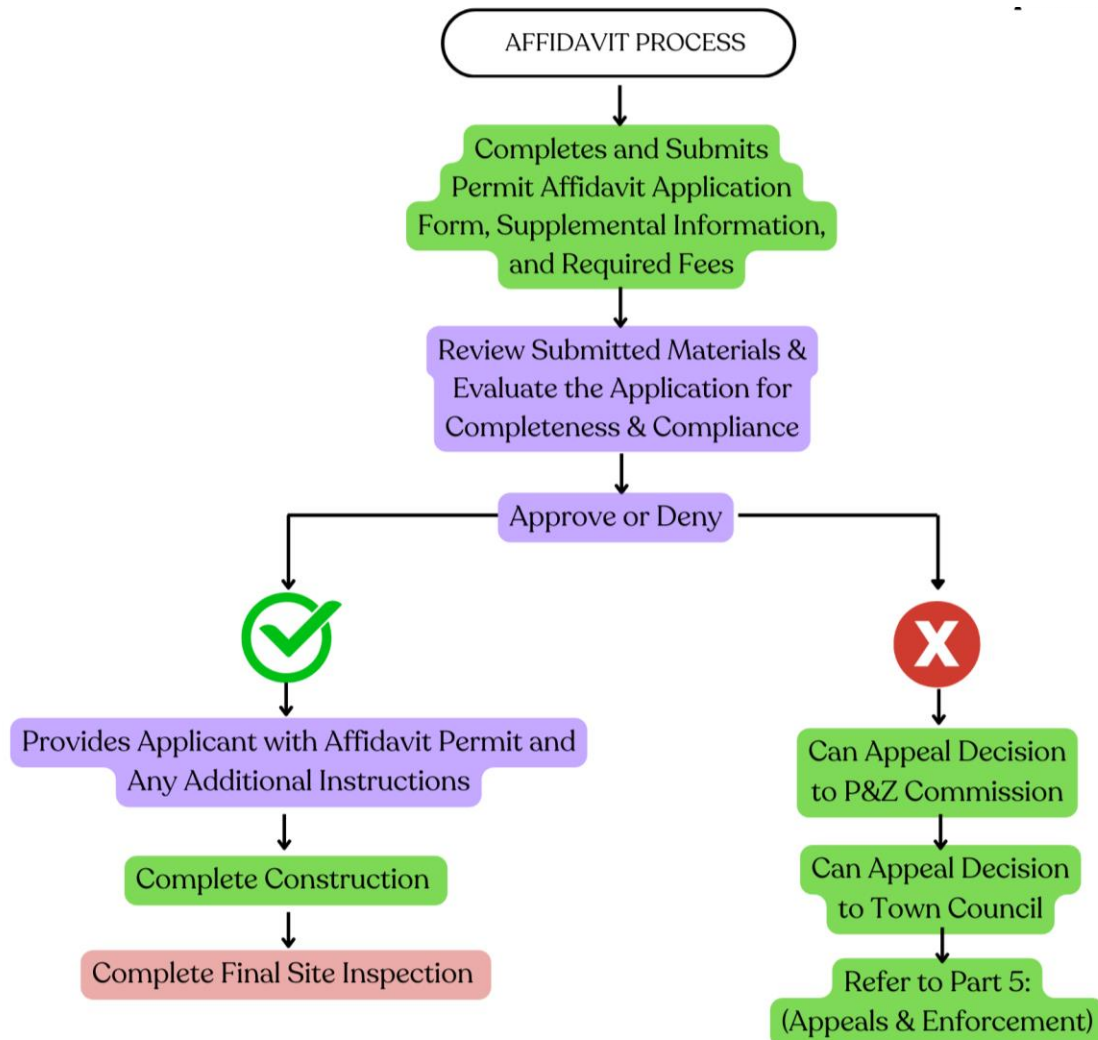 AFFIDAVIT PROCESS
Completes and Submits
Permit Affidavit Application
Form, Supplemental Information,
and Required Fees
Review Submitted Materials &
Evaluate the Application for
Completeness & Compliance
Approve or Deny
X
Provides Applicant with Affidavit Permit and
Any Additional Instructions
Complete Construction
Complete Final Site Inspection
Can Appeal Decision
to P&Z Commission
Can Appeal Decision
to Town Council
Refer to Part 5:
(Appeals & Enforcement)